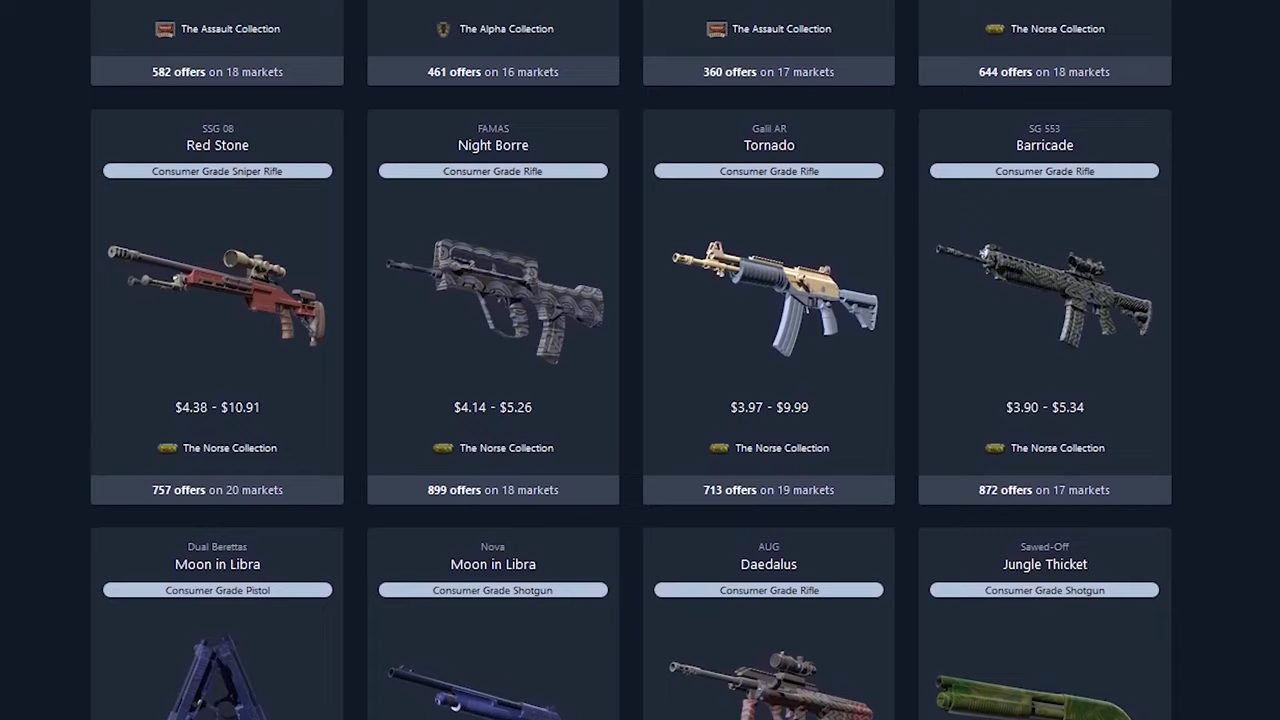 The Assault Collection
The Alpha Collection
The Assault Collection
The Norse Collection
582 offers on 18 markets
461 offers on 16 markets
360 offers on 17 markets
644 offers on 18 markets
SSG 08
Red Stone
Consumer Grade Sniper Rifle
$4.38 - $10.91
The Norse Collection
757 offers on 20 markets
FAMAS
Night Borre
Consumer Grade Rifle
$4.14 - $5.26
The Norse Collection
899 offers on 18 markets
Galil AR
Tornado
Consumer Grade Rifle
$3.97 - $9.99
The Norse Collection
713 offers on 19 markets
SG 553
Barricade
Consumer Grade Rifle
$3.90 - $5.34
The Norse Collection
872 offers on 17 markets
Dual Berettas
Moon in Libra
Consumer Grade Pistol
Nova
Moon in Libra
Consumer Grade Shotgun
AUG
Daedalus
Consumer Grade Rifle
Sawed-Off
Jungle Thicket
Consumer Grade Shotgun